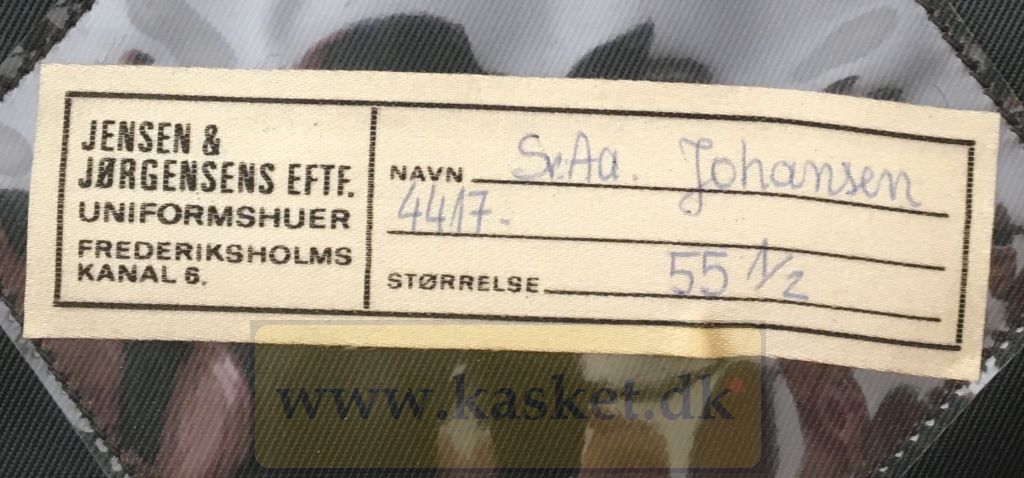 JENSEN &
JØRGENSENS EFTF.
UNIFORMSHUER
FREDERIKSHOLMS
KANAL 6.
NAVN Sv.Aa. Johansen
4417-
STØRRELSE 55 1/2
www.kasket.dk